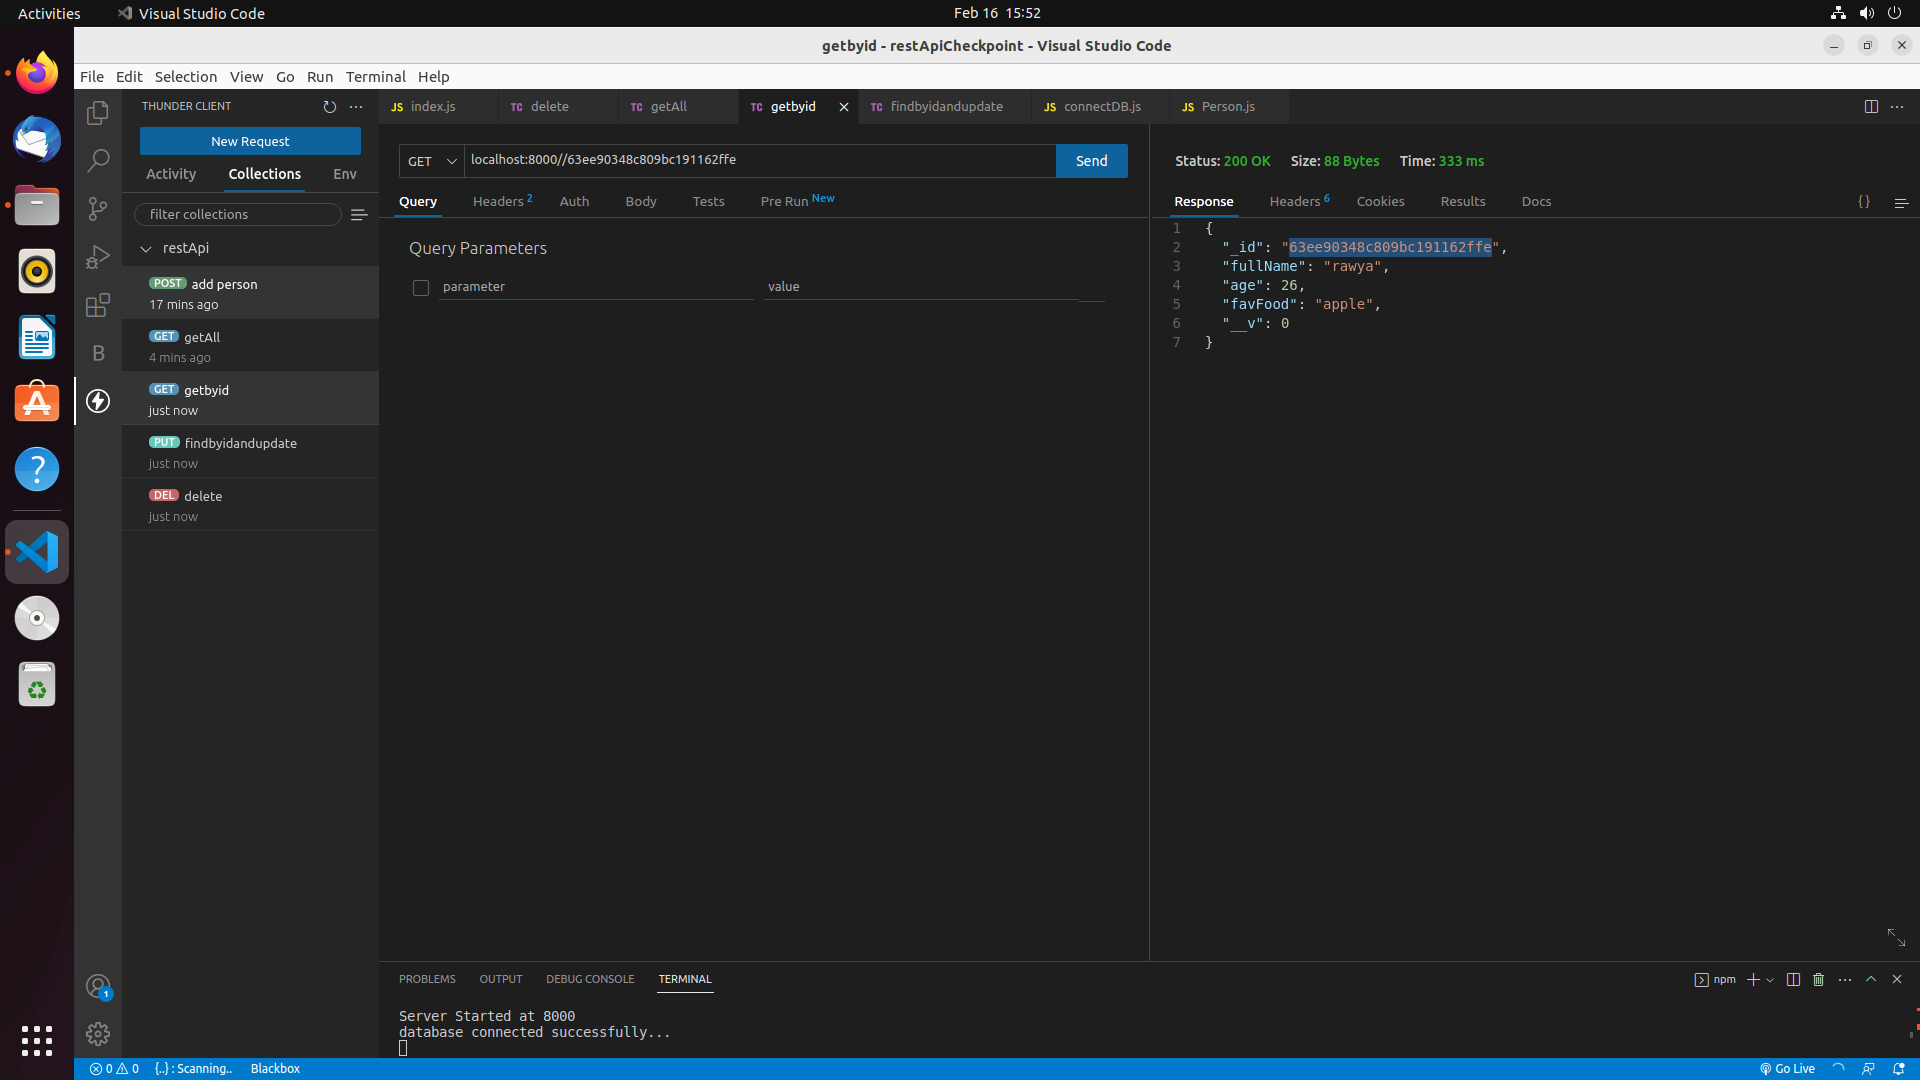 Activities
Visual Studio Code
Feb 16 15:52
getbyid - restApiCheckpoint - Visual Studio Code
File Edit Selection View Go Run Terminal Help
THUNDER CLIENT
New Request
Activity Collections Env
filter collections
restApi
POST add person
17 mins ago
GET getAll
4 mins ago
GET getbyid
just now
PUT findbyidandupdate
just now
DEL delete
just now
JS index.js
TC delete
TC getAll
TC getbyid
TC findbyidandupdate
JS connectDB.js
JS Person.js
GET
localhost:8000//63ee90348c809bc191162ffe
Send
Query Headers 2 Auth Body Tests Pre Run New
Query Parameters
parameter
value
Status: 200 OK Size: 88 Bytes Time: 333 ms
Response Headers 6 Cookies Results Docs
{}
1 {
2 "_id": "63ee90348c809bc191162ffe",
3 "fullName": "rawya",
4 "age": 26,
5 "favFood": "apple",
6 "__v": 0
7 }
PROBLEMS OUTPUT DEBUG CONSOLE TERMINAL
npm
Server Started at 8000
database connected successfully...
B
1
0 0 {..} : Scanning.. Blackbox
Go Live